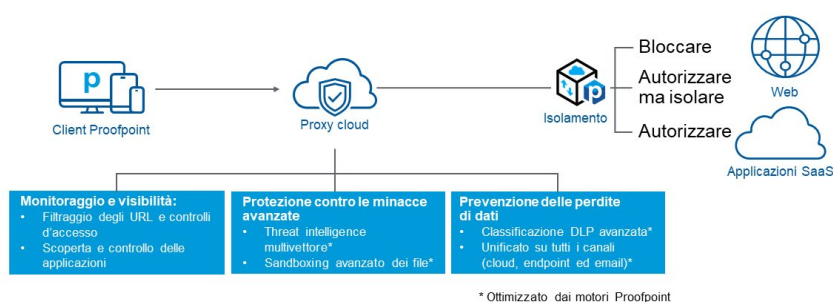 p
Client Proofpoint
Proxy cloud
p
Isolamento
Bloccare
Autorizzare
ma isolare
Autorizzare
Web
Applicazioni SaaS
Monitoraggio e visibilità:
• Filtraggio degli URL e controlli
d'accesso
• Scoperta e controllo delle
applicazioni
Protezione contro le minacce
avanzate
• Threat intelligence
multivettore*
• Sandboxing avanzato dei file*
Prevenzione delle perdite
di dati
• Classificazione DLP avanzata*
• Unificato su tutti i canali
(cloud, endpoint ed email)*
* Ottimizzato dai motori Proofpoint